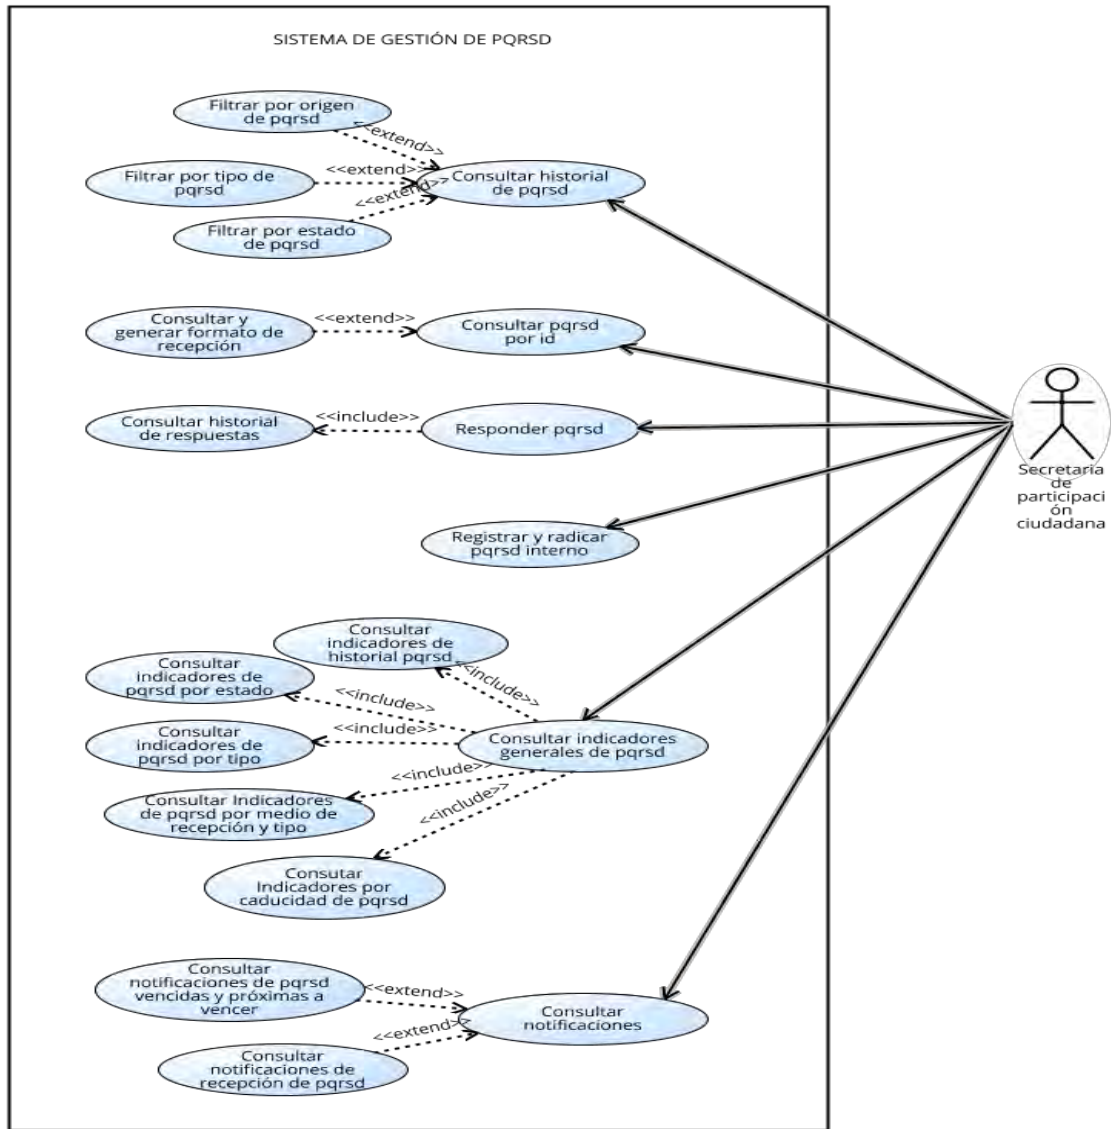 SISTEMA DE GESTIÓN DE PQRSD
Filtrar por origen
de pqrsd
<<extend>>
Filtrar por tipo de
pqrsd
<<extend>>
Consultar historial
de pqrsd
<<extend>>
Filtrar por estado
de pqrsd
Consultar y
generar formato de
recepción
<<extend>>
Consultar pqrsd
por id
Consultar historial
de respuestas
<<include>>
Responder pqrsd
Secretaria
de
participaci
ón
ciudadana
Registrar y radicar
pqrsd interno
Consultar
indicadores de
historial pqrsd
<<include>>
Consultar
indicadores de
pqrsd por estado
<<include>>
Consultar
indicadores de
pqrsd por tipo
<<include>>
Consultar indicadores
generales de pqrsd
<<include>>
Consultar Indicadores
de pqrsd por medio de
recepción y tipo
<<include>>
Consutar
Indicadores por
caducidad de pqrsd
Consultar
notificaciones de pqrsd
vencidas y próximas a
vencer
<<extend>>
Consultar
notificaciones
<<extend>>
Consultar
notificaciones de
recepción de pqrsd